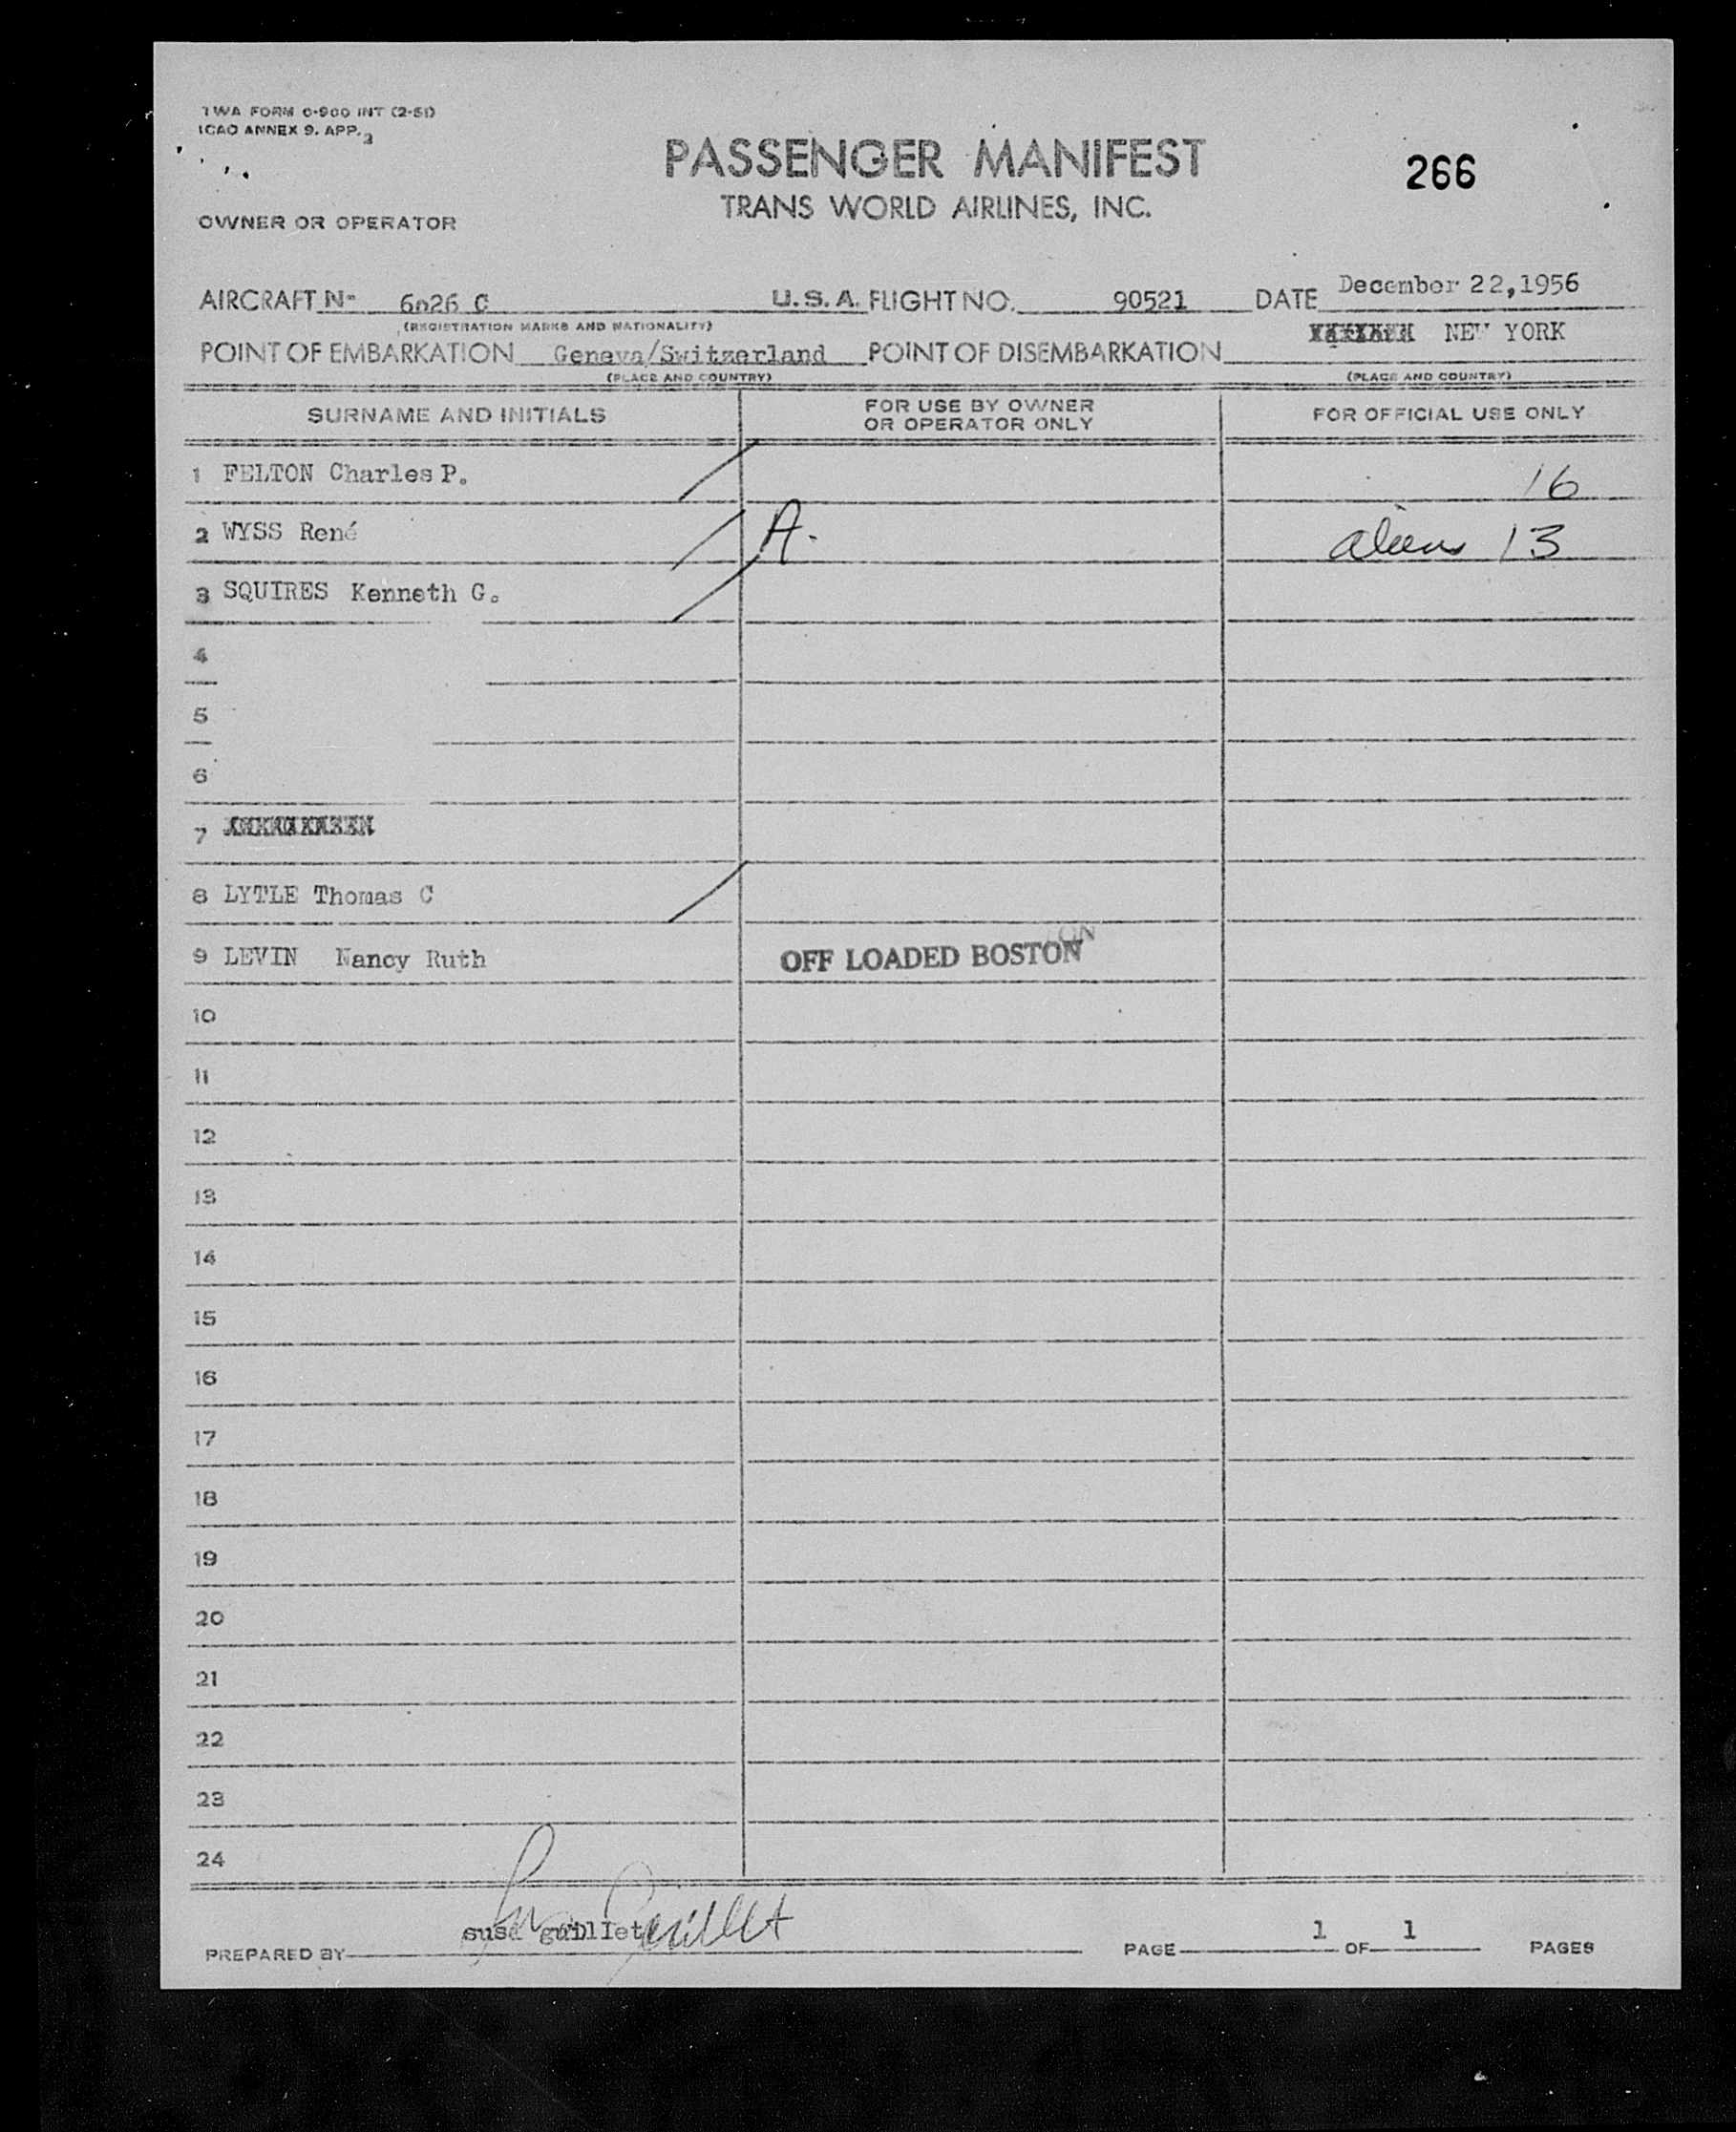 TWA FORM O-900 INT (2-51)
ICAO ANNEX 9. APP. 3
PASSENGER MANIFEST
266
TRANS WORLD AIRLINES, INC.
OWNER OR OPERATOR
AIRCRAFT Nº 6026 C U.S.A. FLIGHT NO. 90521 DATE December 22,1956
(REGISTRATION MARKS AND NATIONALITY)
POINT OF EMBARKATION Geneva/Switzerland POINT OF DISEMBARKATION NEW YORK
(PLACE AND COUNTRY) (PLACE AND COUNTRY)
SURNAME AND INITIALS
FOR USE BY OWNER
OR OPERATOR ONLY
FOR OFFICIAL USE ONLY
1 FELTON Charles P. 16
2 WYSS René A. aliens 13
3 SQUIRES Kenneth G.
4
5
6
7
8 LYTLE Thomas C
9 LEVIN Nancy Ruth OFF LOADED BOSTON
10
11
12
13
14
15
16
17
18
19
20
21
22
23
24
PREPARED BY PAGE 1 OF 1 PAGES